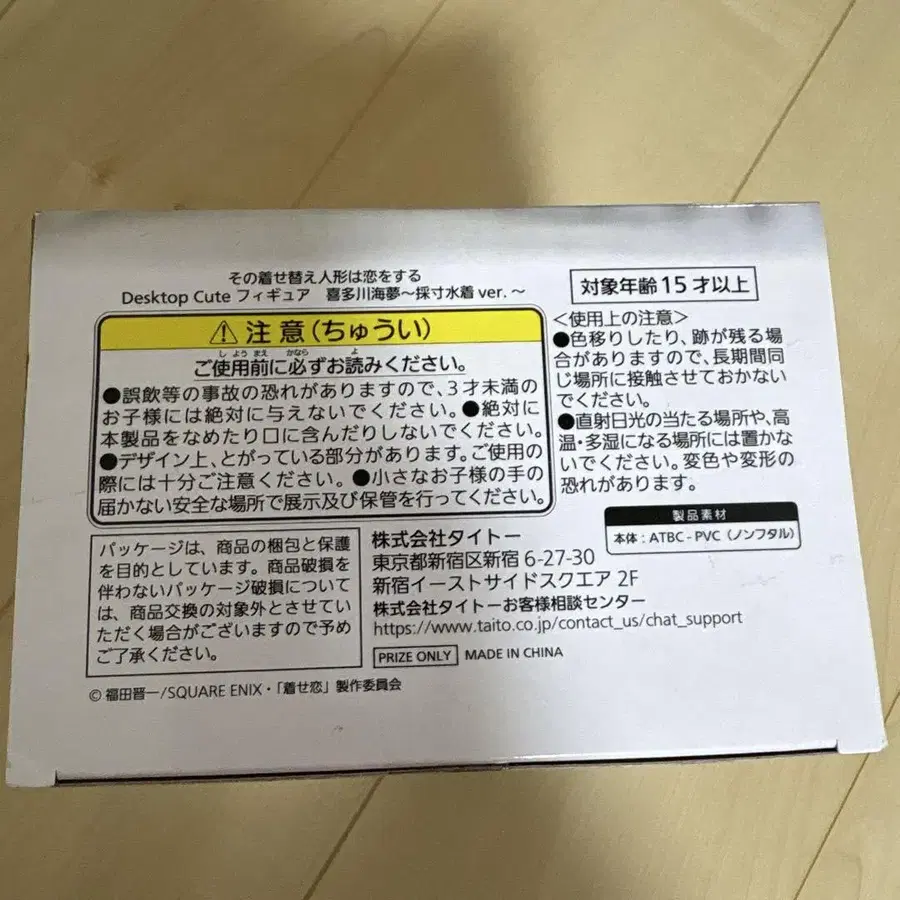 その着せ替え人形は恋をする
Desktop Cute フィギュア　喜多川海夢〜採寸水着 ver. 〜
対象年齢 15 才以上
注 意 (ちゅうい)
ご使用前に必ずお読みください。
しようまえ かなら よ
●誤飲等の事故の恐れがありますので、3才未満の
お子様には絶対に与えないでください。●絶対に
本製品をなめたり口に含んだりしないでください。
●デザイン上、とがっている部分があります。ご使用の
際には十分ご注意ください。●小さなお子様の手の
届かない安全な場所で展示及び保管を行ってください。
＜使用上の注意＞
●色移りしたり、跡が残る場
合がありますので、長期間同
じ場所に接触させておかない
でください。
●直射日光の当たる場所や、高
温・多湿になる場所には置かな
いでください。変色や変形の
恐れがあります。
製品素材
本体：ATBC - PVC（ノンフタル）
パッケージは、商品の梱包と保護
を目的としています。商品破損を
伴わないパッケージ破損について
は、商品交換の対象外とさせてい
ただく場合がございますので予め
ご了承ください。
株式会社タイトー
東京都新宿区新宿 6-27-30
新宿イーストサイドスクエア 2F
株式会社タイトーお客様相談センター
https://www.taito.co.jp/contact_us/chat_support
PRIZE ONLY MADE IN CHINA
© 福田晋一/SQUARE ENIX・「着せ恋」製作委員会